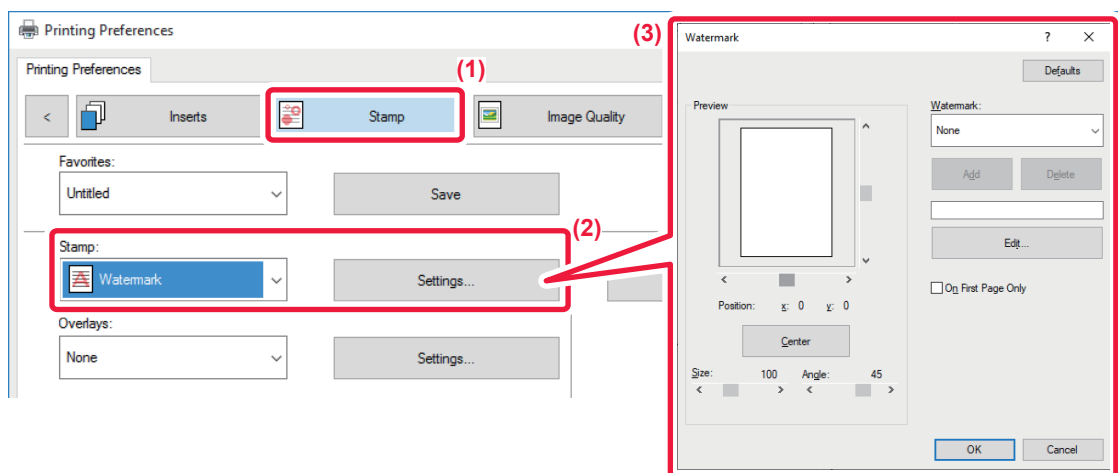 Printing Preferences
Printing Preferences
(1)
< Inserts Stamp Image Quality
Favorites:
Untitled Save
(2)
Stamp:
Watermark Settings...
Overlays:
None Settings...
(3)
Watermark ? ×
Defaults
Preview
Watermark:
None
Add Delete
Edit...
On First Page Only
Position: x: 0 y: 0
Center
Size: 100 Angle: 45
OK Cancel